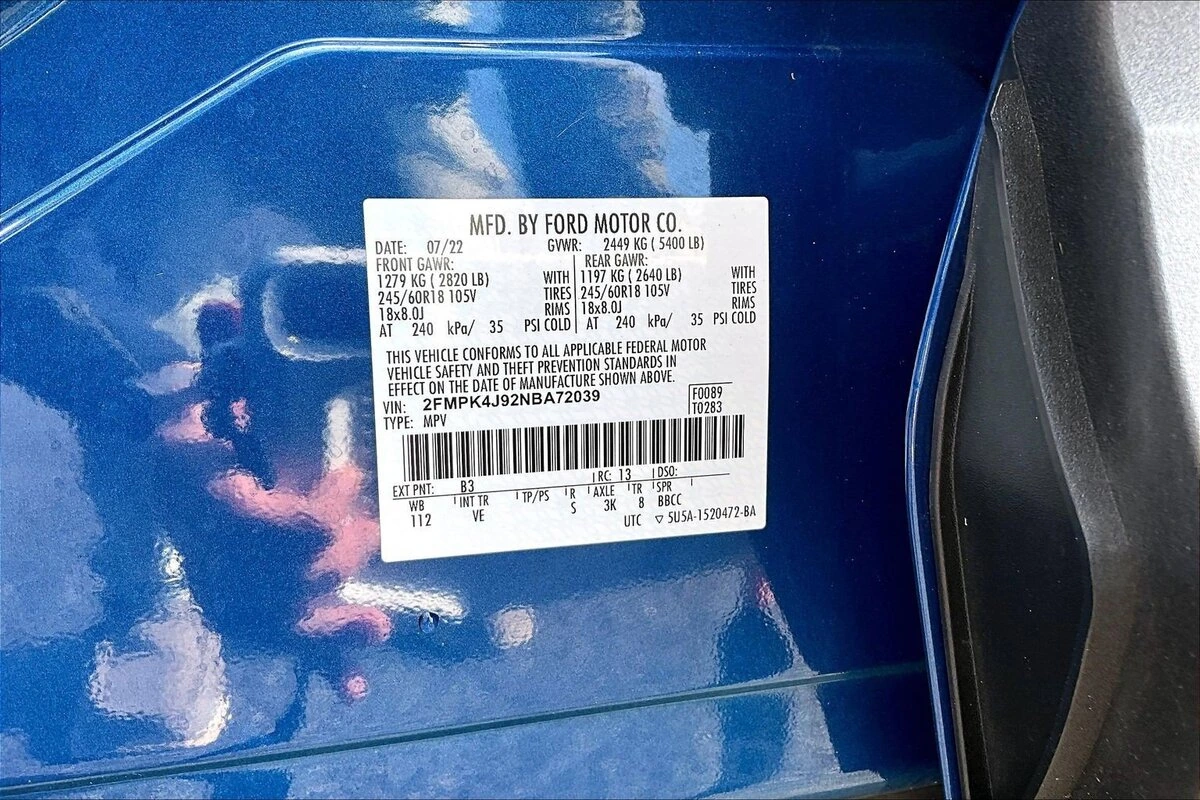 MFD. BY FORD MOTOR CO.
DATE: 07/22 GVWR: 2449 KG ( 5400 LB)
FRONT GAWR: REAR GAWR:
1279 KG ( 2820 LB) WITH 1197 KG ( 2640 LB) WITH
245/60R18 105V TIRES 245/60R18 105V TIRES
18x8.0J RIMS 18x8.0J RIMS
AT 240 kPa/ 35 PSI COLD AT 240 kPa/ 35 PSI COLD
THIS VEHICLE CONFORMS TO ALL APPLICABLE FEDERAL MOTOR
VEHICLE SAFETY AND THEFT PREVENTION STANDARDS IN
EFFECT ON THE DATE OF MANUFACTURE SHOWN ABOVE.
VIN: 2FMPK4J92NBA72039 F0089
TYPE: MPV T0283
EXT PNT: B3 RC: 13 DSO:
WB INT TR TP/PS R AXLE TR SPR
112 VE S 3K 8 BBCC
UTC ▽ 5U5A-1520472-BA